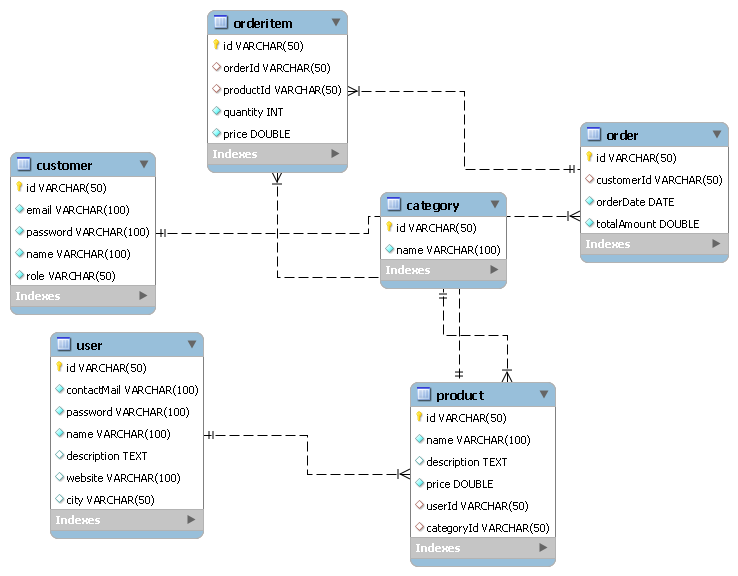 orderitem
id VARCHAR(50)
orderId VARCHAR(50)
productId VARCHAR(50)
quantity INT
price DOUBLE
Indexes
order
id VARCHAR(50)
customerId VARCHAR(50)
orderDate DATE
totalAmount DOUBLE
Indexes
customer
id VARCHAR(50)
email VARCHAR(100)
password VARCHAR(100)
name VARCHAR(100)
role VARCHAR(50)
Indexes
category
id VARCHAR(50)
name VARCHAR(100)
Indexes
user
id VARCHAR(50)
contactMail VARCHAR(100)
password VARCHAR(100)
name VARCHAR(100)
description TEXT
website VARCHAR(100)
city VARCHAR(50)
Indexes
product
id VARCHAR(50)
name VARCHAR(100)
description TEXT
price DOUBLE
userId VARCHAR(50)
categoryId VARCHAR(50)
Indexes